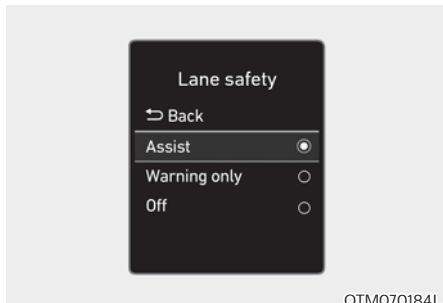 Lane safety
Back
Assist
Warning only
Off
OTM070184L